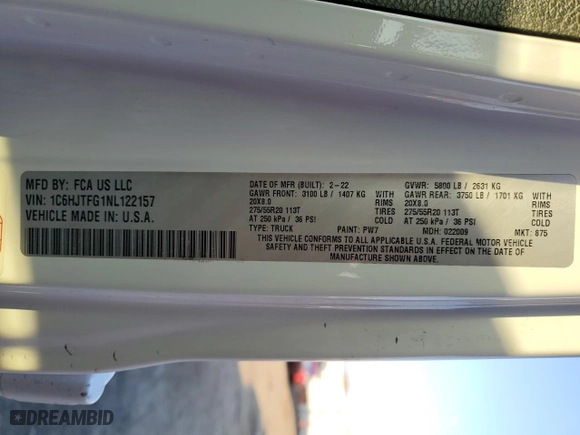 MFD BY: FCA US LLC
VIN: 1C6HJTFG1NL122157
VEHICLE MADE IN U.S.A.
DATE OF MFR (BUILT): 2-22
GAWR FRONT: 3100 LB / 1407 KG
20X8.0
275/55R20 113T
AT 250 kPa / 36 PSI
TYPE: TRUCK
WITH
RIMS
TIRES
COLD
PAINT: PW7
GVWR: 5800 LB / 2631 KG
GAWR REAR: 3750 LB / 1701 KG
20X8.0
275/55R20 113T
AT 250 kPa / 36 PSI
MDH: 022009
WITH
RIMS
TIRES
COLD
MKT: 875
THIS VEHICLE CONFORMS TO ALL APPLICABLE U.S.A. FEDERAL MOTOR VEHICLE
SAFETY AND THEFT PREVENTION STANDARDS IN EFFECT ON THE DATE OF
MANUFACTURE SHOWN ABOVE.
DREAMBID